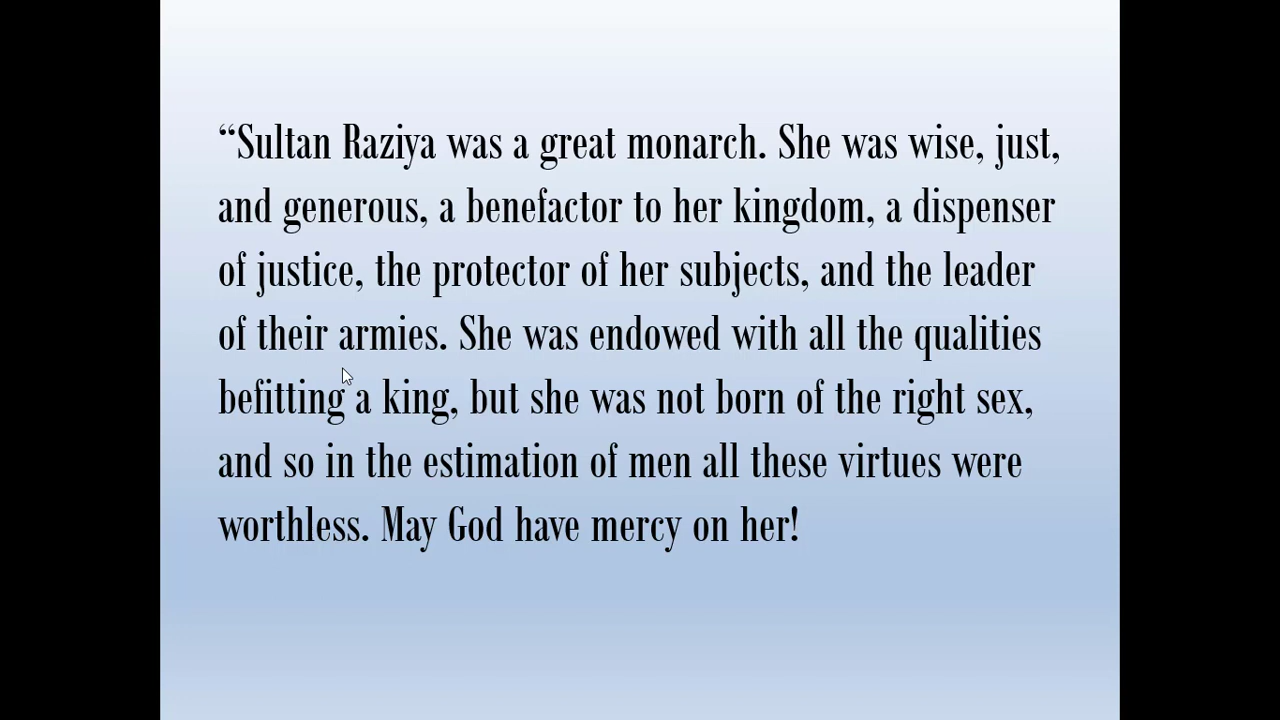 “Sultan Raziya was a great monarch. She was wise, just,
and generous, a benefactor to her kingdom, a dispenser
of justice, the protector of her subjects, and the leader
of their armies. She was endowed with all the qualities
befitting a king, but she was not born of the right sex,
and so in the estimation of men all these virtues were
worthless. May God have mercy on her!